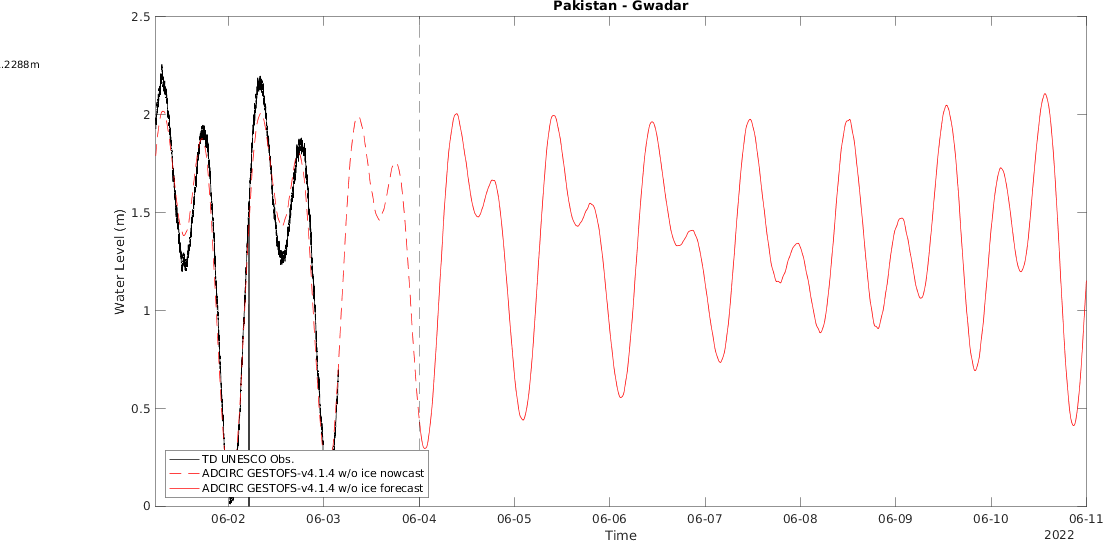 Pakistan - Gwadar
.2288m
Water Level (m)
2.5
2
1.5
1
0.5
0
TD UNESCO Obs.
ADCIRC GESTOFS-v4.1.4 w/o ice nowcast
ADCIRC GESTOFS-v4.1.4 w/o ice forecast
06-02 06-03 06-04 06-05 06-06 06-07 06-08 06-09 06-10 06-11
Time
2022